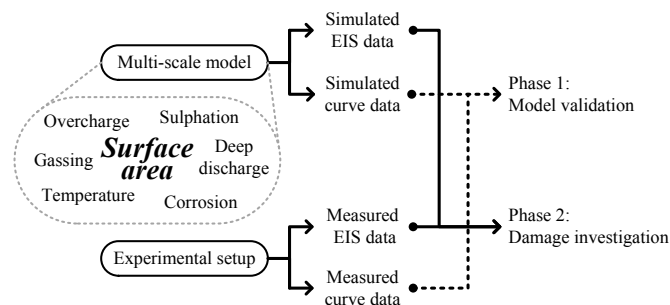 Simulated
EIS data
Multi-scale model
Simulated
curve data
Phase 1:
Model validation
Overcharge
Sulphation
Gassing
Surface
area
Deep
discharge
Temperature
Corrosion
Measured
EIS data
Phase 2:
Damage investigation
Experimental setup
Measured
curve data